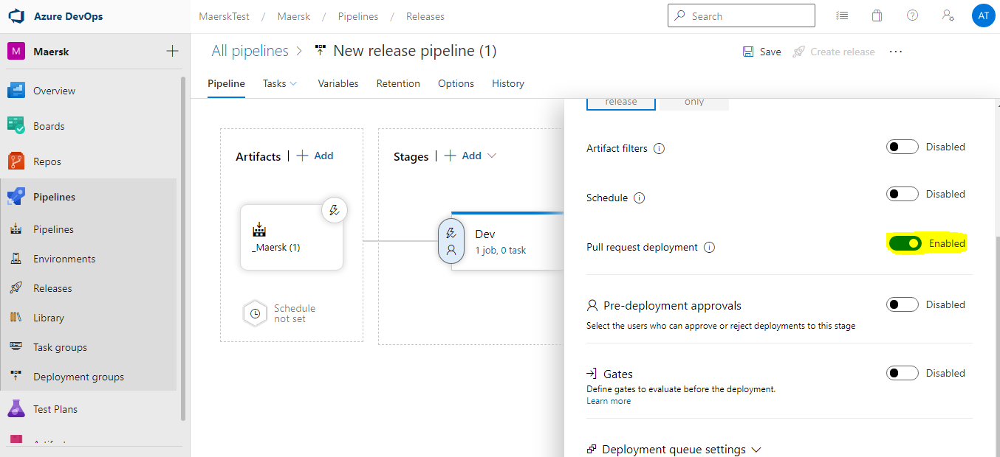 Azure DevOps
MaerskTest / Maersk / Pipelines / Releases
Search
AT
M Maersk
Overview
Boards
Repos
Pipelines
Pipelines
Environments
Releases
Library
Task groups
Deployment groups
Test Plans
All pipelines > New release pipeline (1)
Save
Create release
Pipeline
Tasks
Variables
Retention
Options
History
Artifacts | + Add
_Maersk (1)
Schedule
not set
Stages | + Add
Dev
1 job, 0 task
release
only
Artifact filters
Disabled
Schedule
Disabled
Pull request deployment
Enabled
Pre-deployment approvals
Disabled
Select the users who can approve or reject deployments to this stage
Gates
Disabled
Define gates to evaluate before the deployment.
Learn more
Deployment queue settings